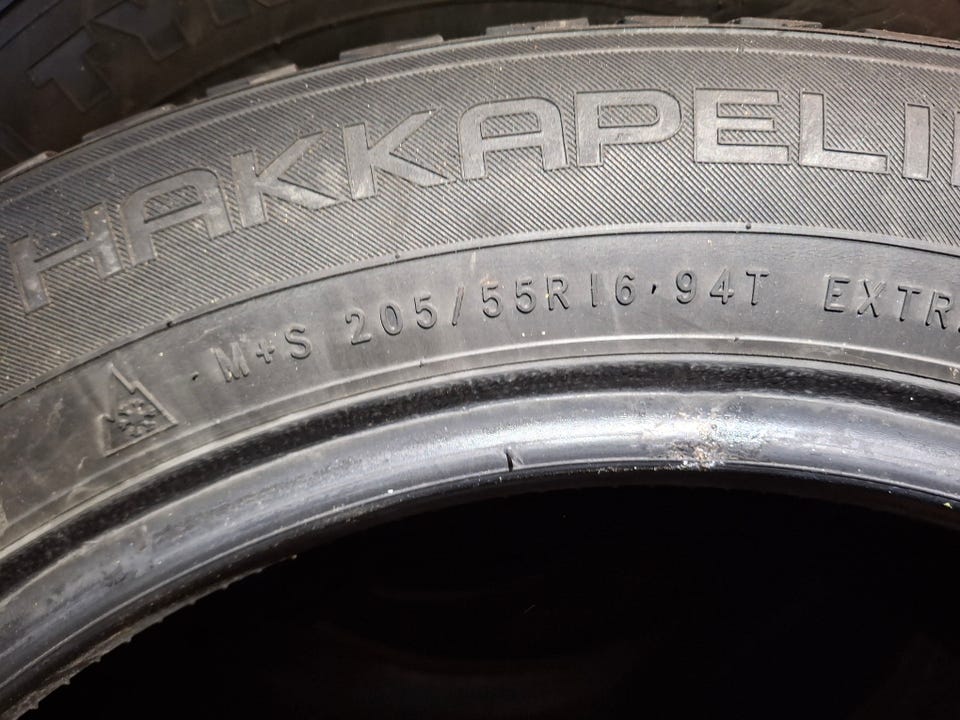 HAKKAPELI
M+S 205/55R16·94T EXTR